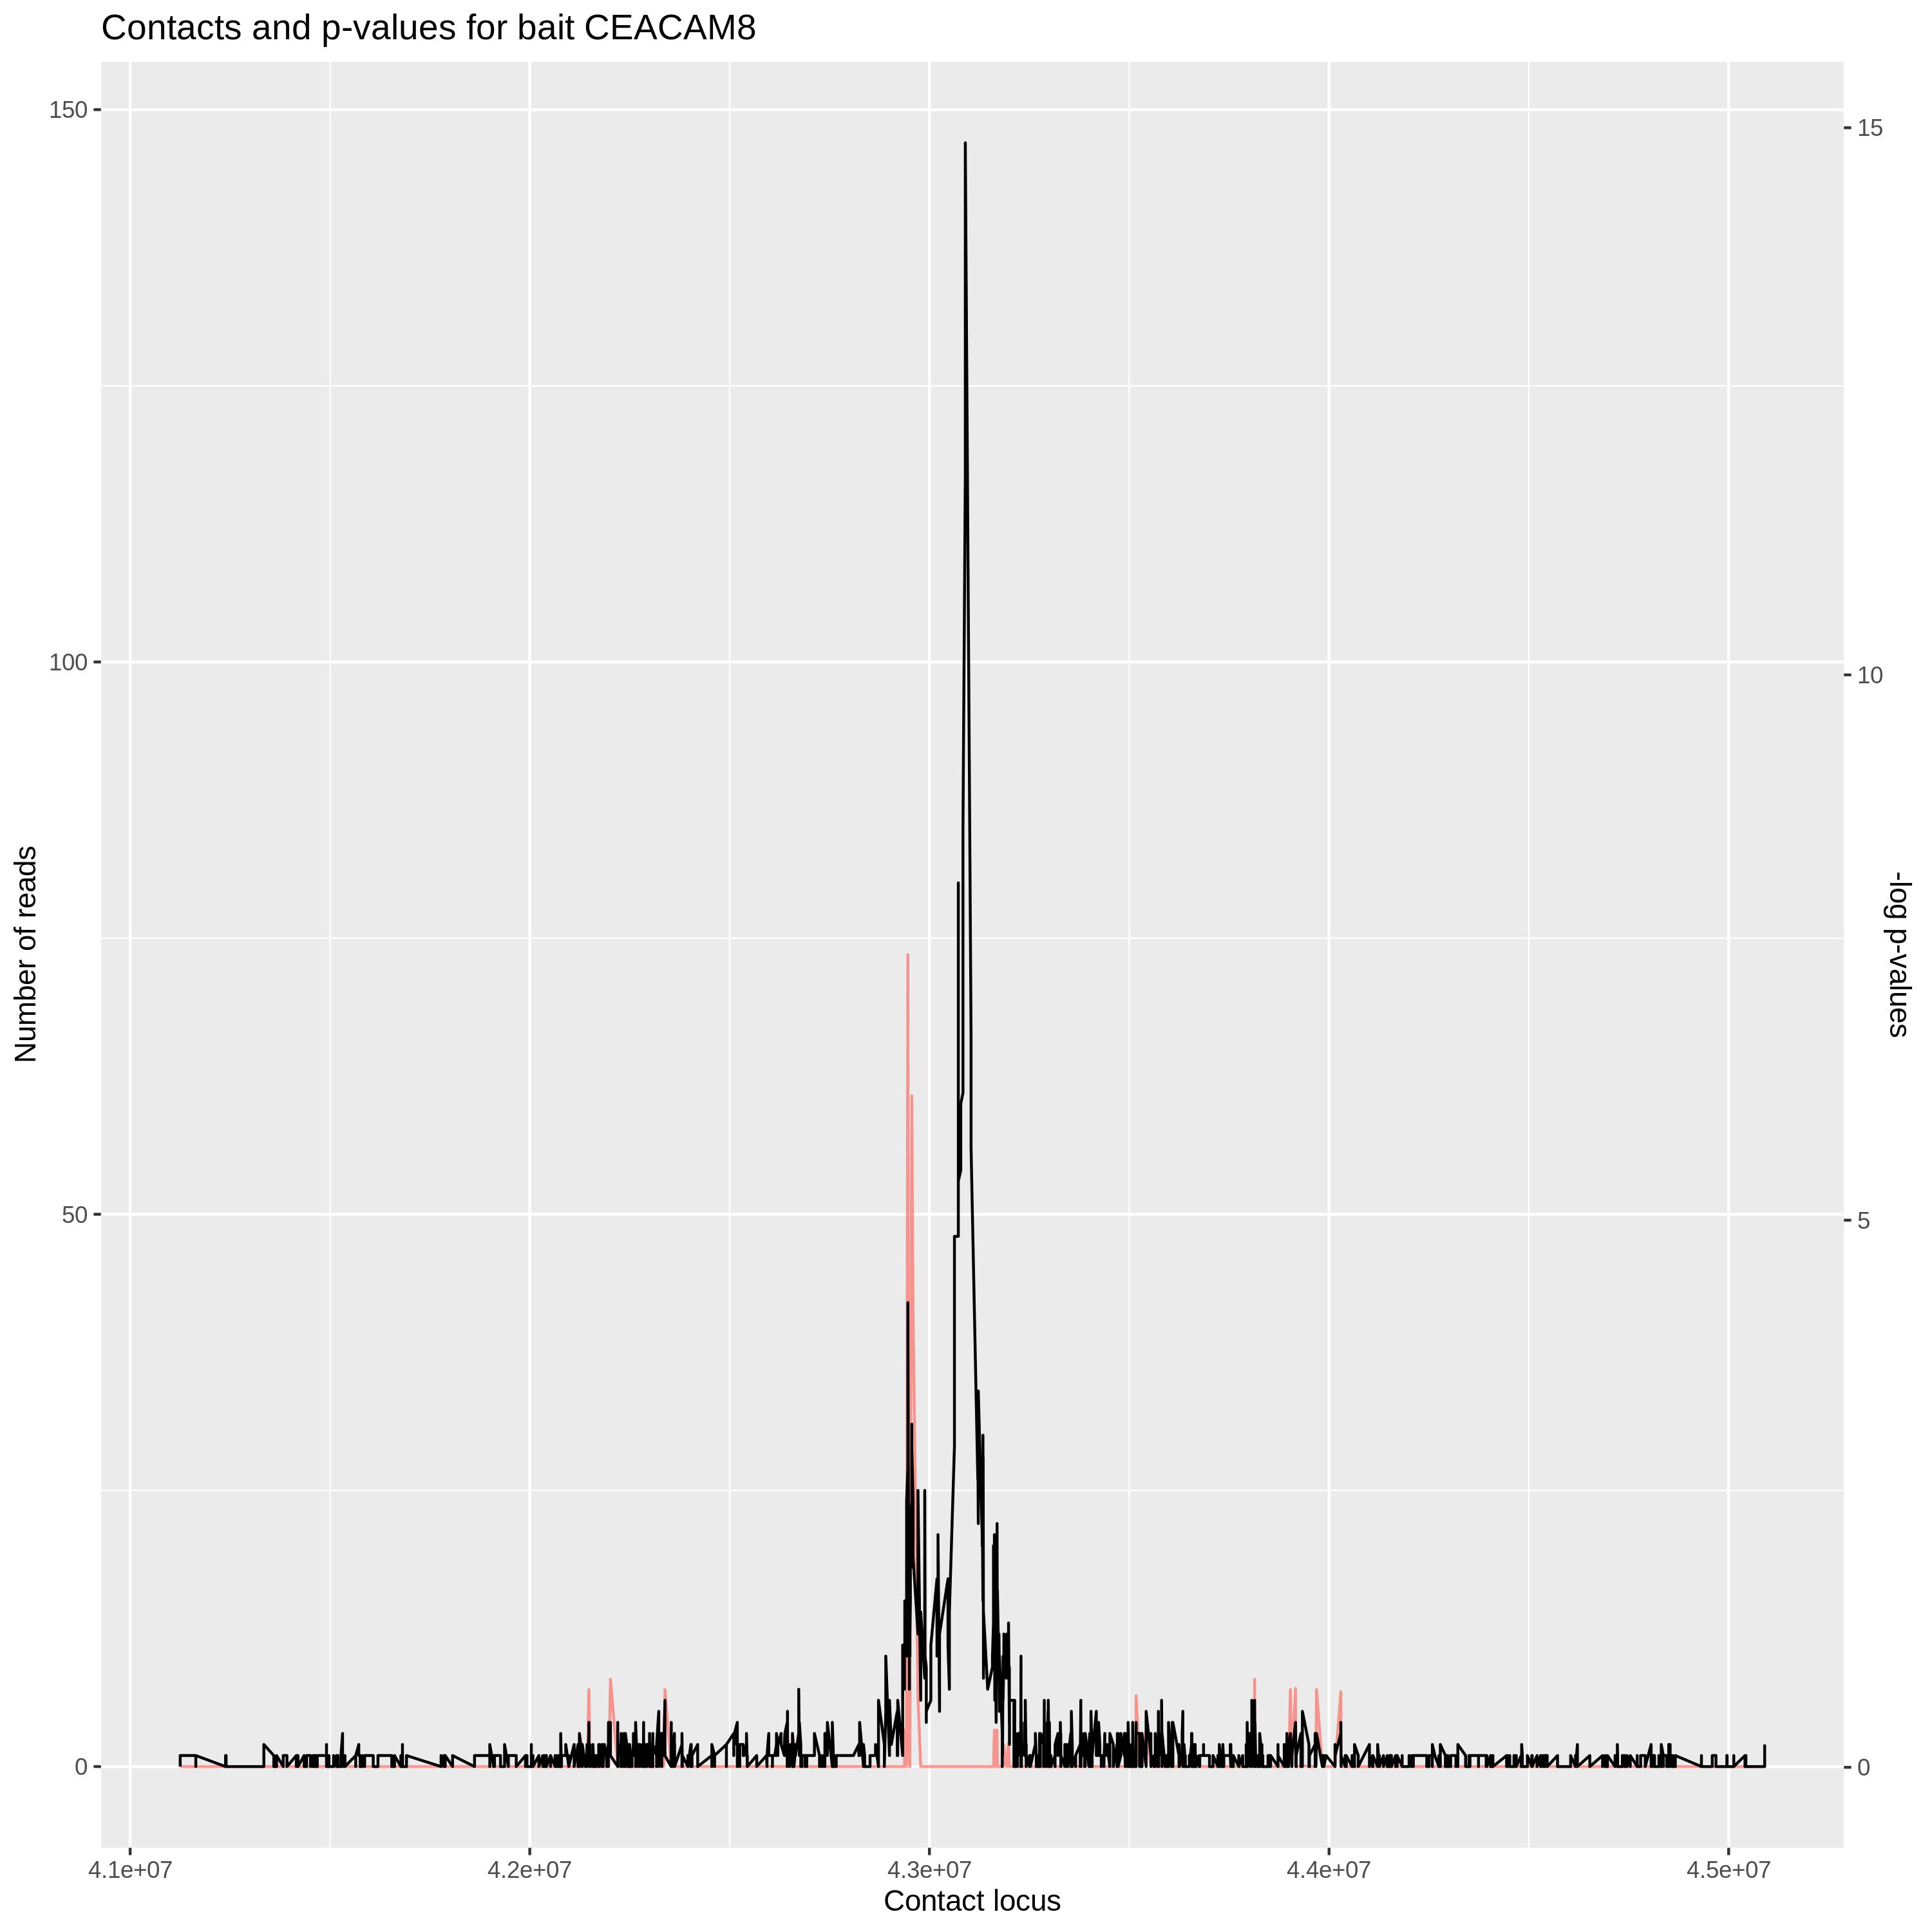 Contacts and p-values for bait CEACAM8
150
100
50
0
Number of reads
15
10
5
0
-log p-values
4.1e+07
4.2e+07
4.3e+07
4.4e+07
4.5e+07
Contact locus